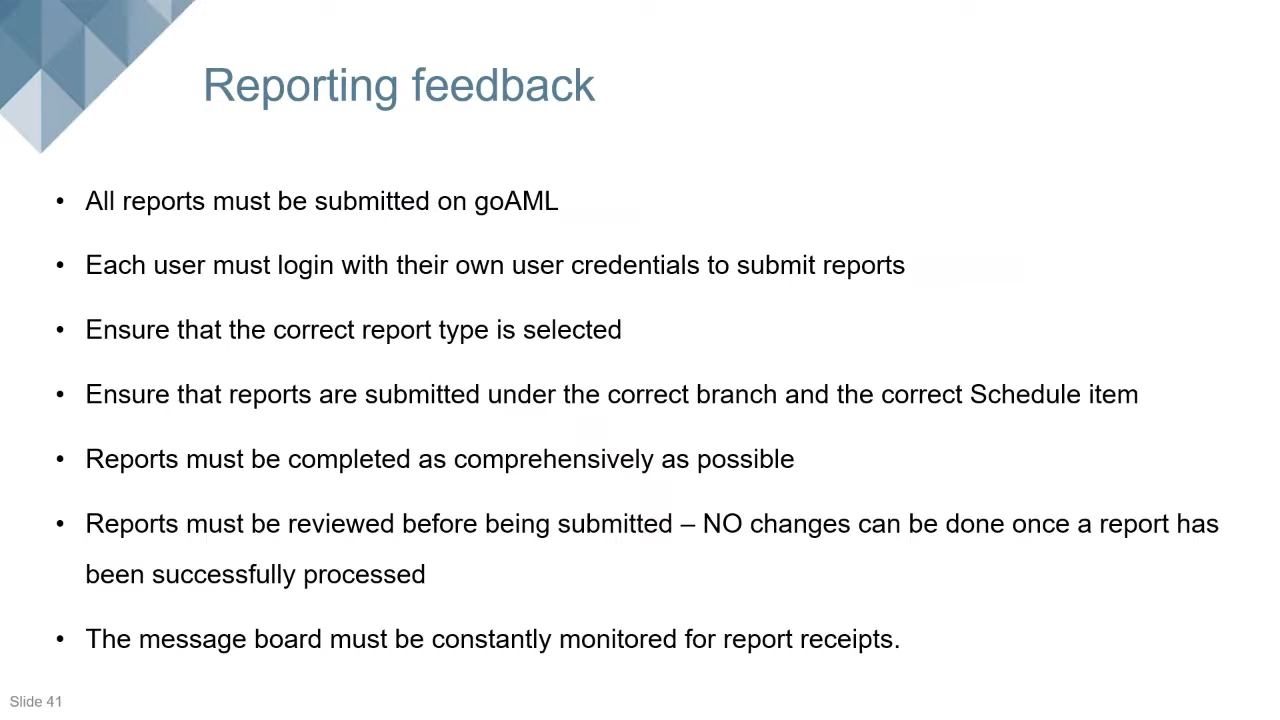 Reporting feedback
• All reports must be submitted on goAML
• Each user must login with their own user credentials to submit reports
• Ensure that the correct report type is selected
• Ensure that reports are submitted under the correct branch and the correct Schedule item
• Reports must be completed as comprehensively as possible
• Reports must be reviewed before being submitted – NO changes can be done once a report has
been successfully processed
• The message board must be constantly monitored for report receipts.
Slide 41